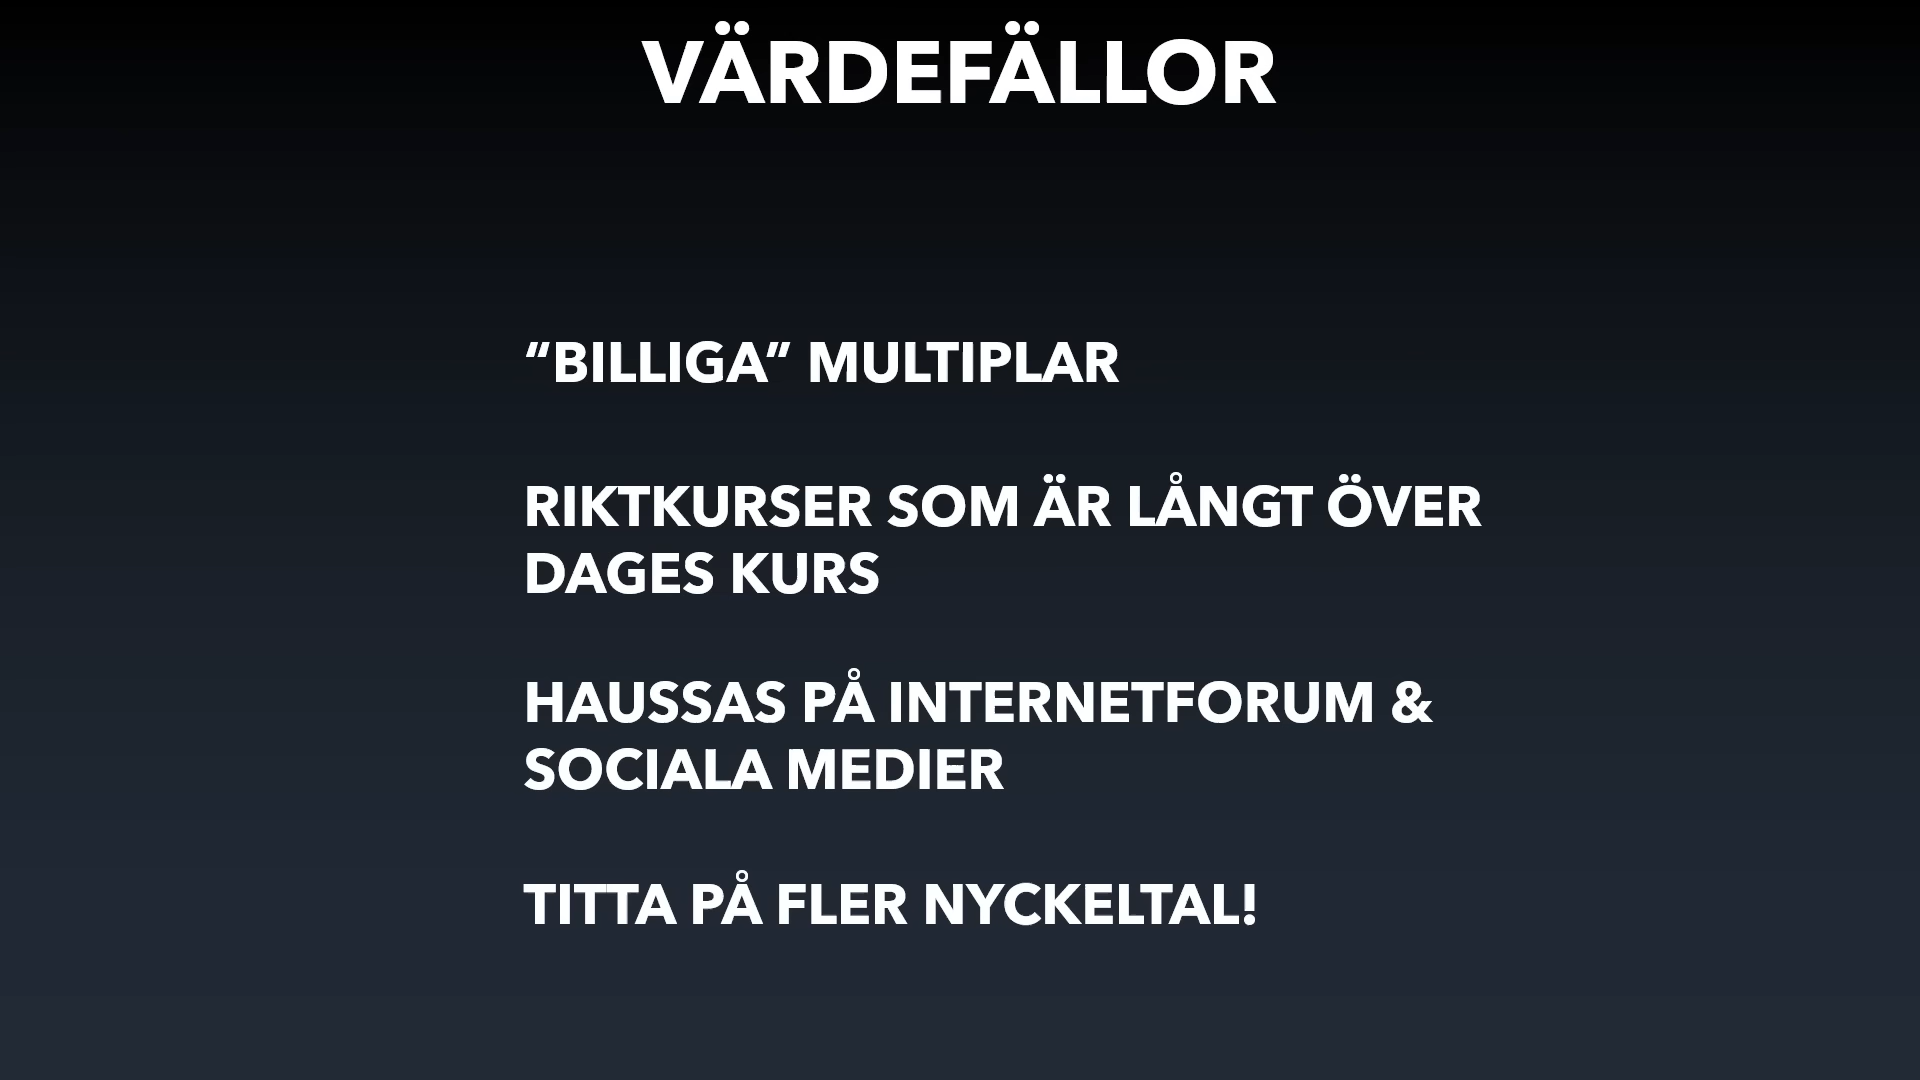 VÄRDEFÄLLOR
“BILLIGA” MULTIPLAR
RIKTKURSER SOM ÄR LÅNGT ÖVER
DAGES KURS
HAUSSAS PÅ INTERNETFORUM &
SOCIALA MEDIER
TITTA PÅ FLER NYCKELTAL!